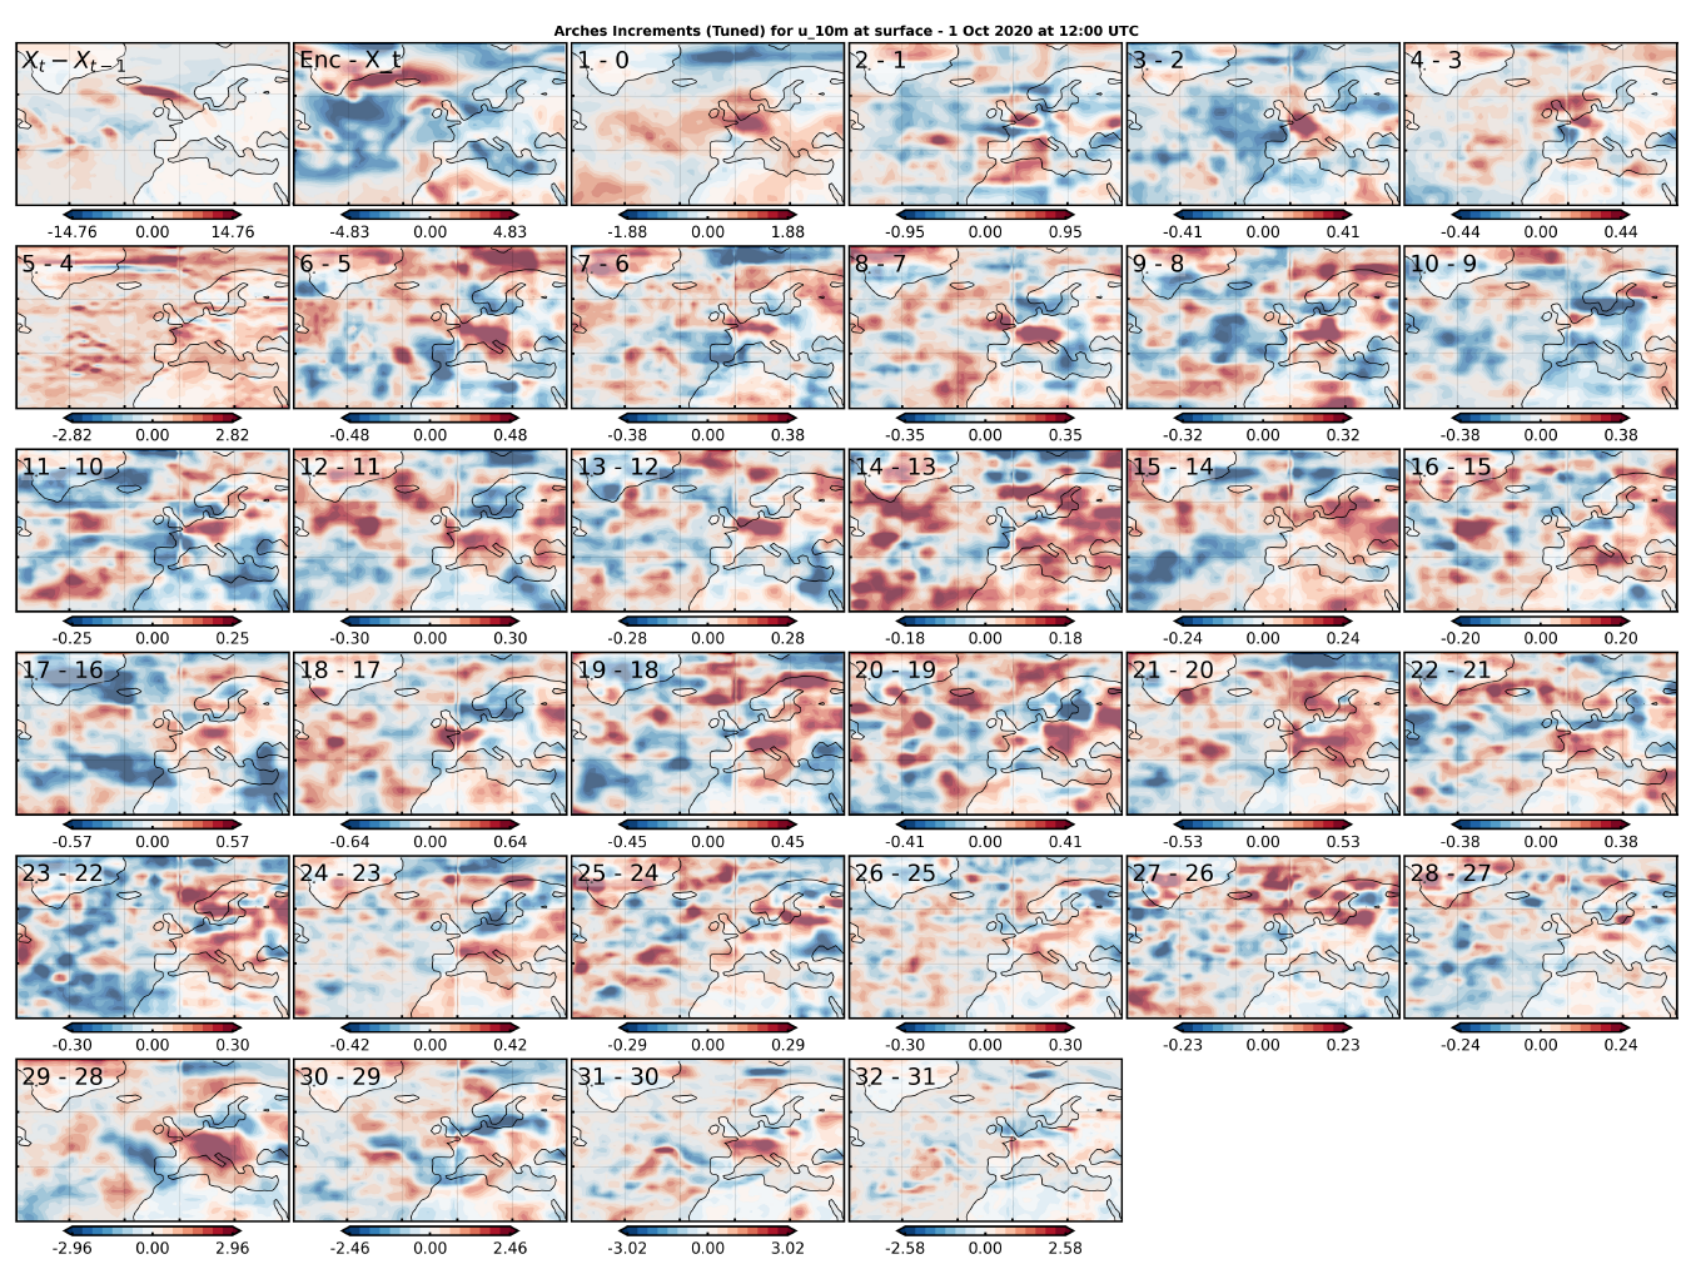 Arches Increments (Tuned) for u_10m at surface - 1 Oct 2020 at 12:00 UTC
X_t − X_{t−1} Enc - X_t 1 - 0 2 - 1 3 - 2 4 - 3
-14.76 0.00 14.76 -4.83 0.00 4.83 -1.88 0.00 1.88 -0.95 0.00 0.95 -0.41 0.00 0.41 -0.44 0.00 0.44
5 - 4 6 - 5 7 - 6 8 - 7 9 - 8 10 - 9
-2.82 0.00 2.82 -0.48 0.00 0.48 -0.38 0.00 0.38 -0.35 0.00 0.35 -0.32 0.00 0.32 -0.38 0.00 0.38
11 - 10 12 - 11 13 - 12 14 - 13 15 - 14 16 - 15
-0.25 0.00 0.25 -0.30 0.00 0.30 -0.28 0.00 0.28 -0.18 0.00 0.18 -0.24 0.00 0.24 -0.20 0.00 0.20
17 - 16 18 - 17 19 - 18 20 - 19 21 - 20 22 - 21
-0.57 0.00 0.57 -0.64 0.00 0.64 -0.45 0.00 0.45 -0.41 0.00 0.41 -0.53 0.00 0.53 -0.38 0.00 0.38
23 - 22 24 - 23 25 - 24 26 - 25 27 - 26 28 - 27
-0.30 0.00 0.30 -0.42 0.00 0.42 -0.29 0.00 0.29 -0.30 0.00 0.30 -0.23 0.00 0.23 -0.24 0.00 0.24
29 - 28 30 - 29 31 - 30 32 - 31
-2.96 0.00 2.96 -2.46 0.00 2.46 -3.02 0.00 3.02 -2.58 0.00 2.58